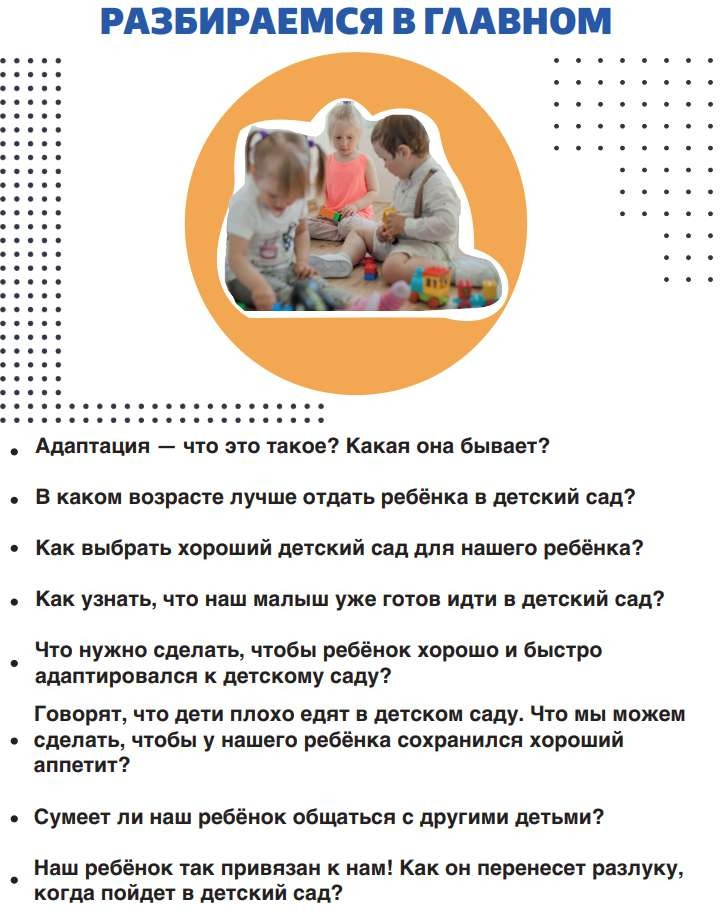 РАЗБИРАЕМСЯ В ГЛАВНОМ
• Адаптация — что это такое? Какая она бывает?
• В каком возрасте лучше отдать ребёнка в детский сад?
• Как выбрать хороший детский сад для нашего ребёнка?
• Как узнать, что наш малыш уже готов идти в детский сад?
• Что нужно сделать, чтобы ребёнок хорошо и быстро
адаптировался к детскому саду?
Говорят, что дети плохо едят в детском саду. Что мы можем
• сделать, чтобы у нашего ребёнка сохранился хороший
аппетит?
• Сумеет ли наш ребёнок общаться с другими детьми?
• Наш ребёнок так привязан к нам! Как он перенесет разлуку,
когда пойдет в детский сад?